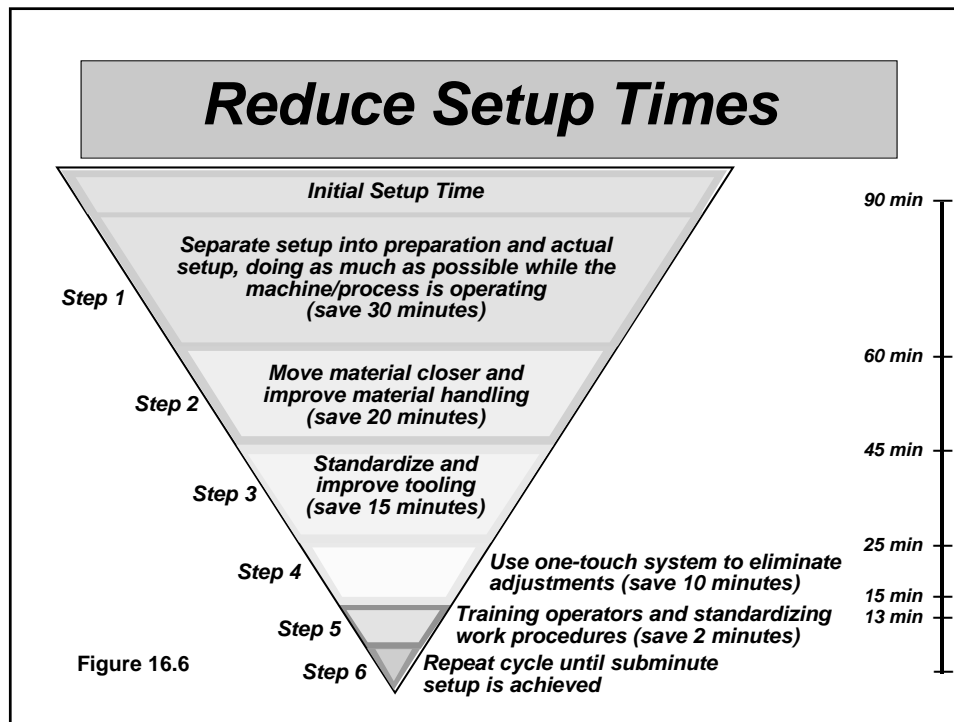 Reduce Setup Times
Initial Setup Time
90 min
Step 1
Separate setup into preparation and actual
setup, doing as much as possible while the
machine/process is operating
(save 30 minutes)
60 min
Step 2
Move material closer and
improve material handling
(save 20 minutes)
45 min
Step 3
Standardize and
improve tooling
(save 15 minutes)
25 min
Step 4
Use one-touch system to eliminate
adjustments (save 10 minutes)
15 min
Step 5
Training operators and standardizing
work procedures (save 2 minutes)
13 min
Step 6
Repeat cycle until subminute
setup is achieved
Figure 16.6